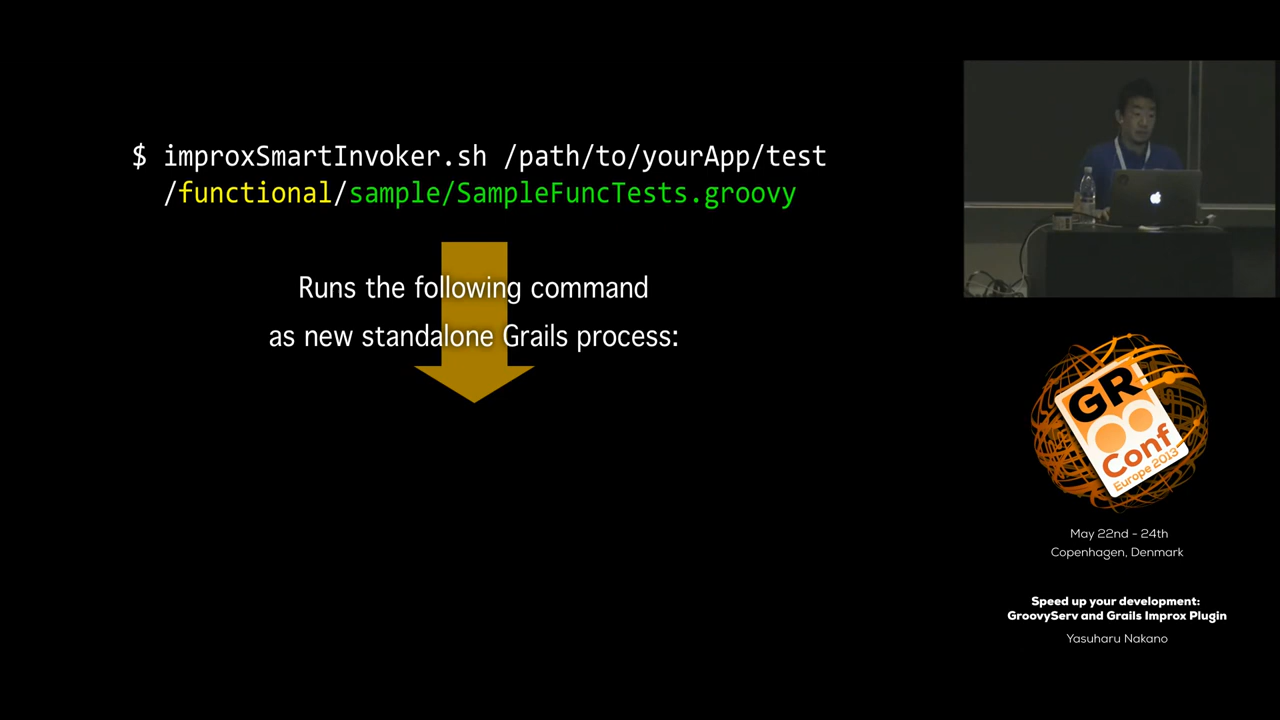 $ improxSmartInvoker.sh /path/to/yourApp/test
/functional/sample/SampleFuncTests.groovy
Runs the following command
as new standalone Grails process:
GR8
Conf
Europe 2013
May 22nd - 24th
Copenhagen, Denmark
Speed up your development:
GroovyServ and Grails Improx Plugin
Yasuharu Nakano